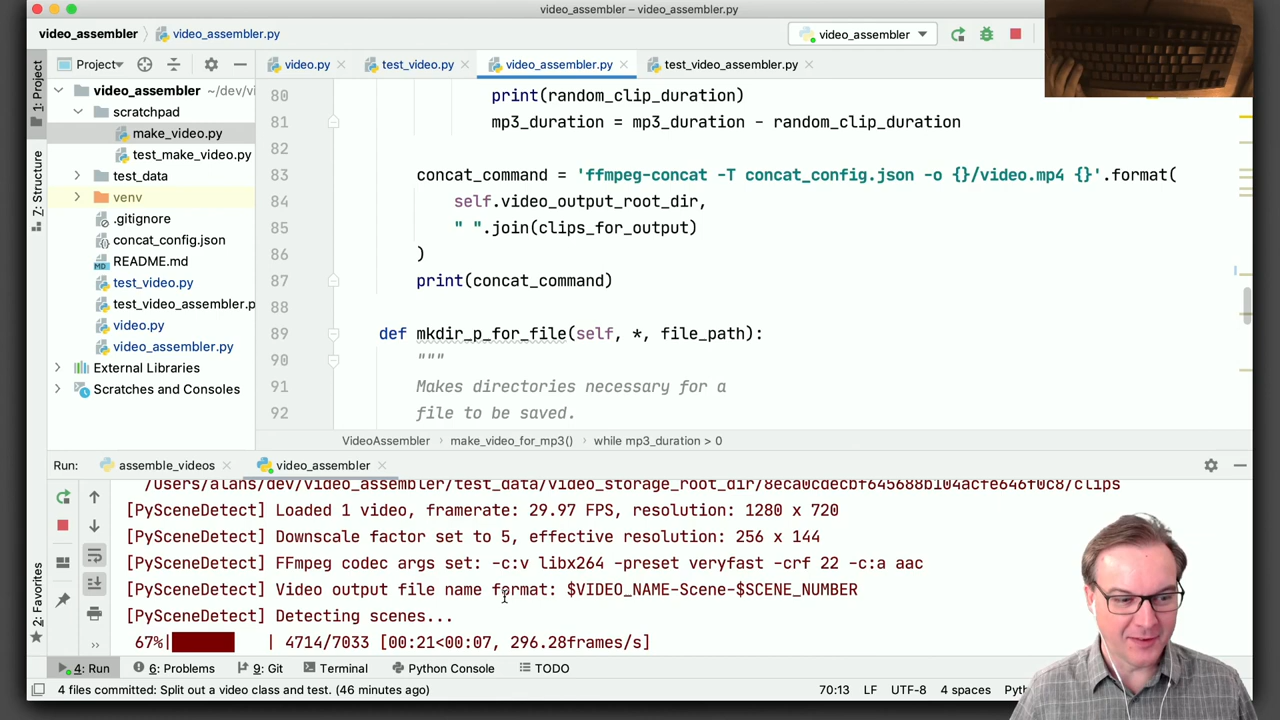 video_assembler – video_assembler.py
video_assembler
video_assembler.py
video_assembler
Project
video.py
test_video.py
video_assembler.py
test_video_assembler.py
1: Project
Z: Structure
2: Favorites
video_assembler ~/dev/vi
scratchpad
make_video.py
test_make_video.py
test_data
venv
.gitignore
concat_config.json
README.md
test_video.py
test_video_assembler.p
video.py
video_assembler.py
External Libraries
Scratches and Consoles
80 print(random_clip_duration)
81 mp3_duration = mp3_duration - random_clip_duration
82
83 concat_command = 'ffmpeg-concat -T concat_config.json -o {}/video.mp4 {}'.format(
84 self.video_output_root_dir,
85 " ".join(clips_for_output)
86 )
87 print(concat_command)
88
89 def mkdir_p_for_file(self, *, file_path):
90 """
91 Makes directories necessary for a
92 file to be saved.
VideoAssembler > make_video_for_mp3() > while mp3_duration > 0
Run: assemble_videos video_assembler
/Users/alans/dev/video_assembler/test_data/video_storage_root_dir/8eca0cdecbf645688b104acfe646f0c8/clips
[PySceneDetect] Loaded 1 video, framerate: 29.97 FPS, resolution: 1280 x 720
[PySceneDetect] Downscale factor set to 5, effective resolution: 256 x 144
[PySceneDetect] FFmpeg codec args set: -c:v libx264 -preset veryfast -crf 22 -c:a aac
[PySceneDetect] Video output file name format: $VIDEO_NAME-Scene-$SCENE_NUMBER
[PySceneDetect] Detecting scenes...
67%| | 4714/7033 [00:21<00:07, 296.28frames/s]
4: Run 6: Problems 9: Git Terminal Python Console TODO
4 files committed: Split out a video class and test. (46 minutes ago) 70:13 LF UTF-8 4 spaces Pyth